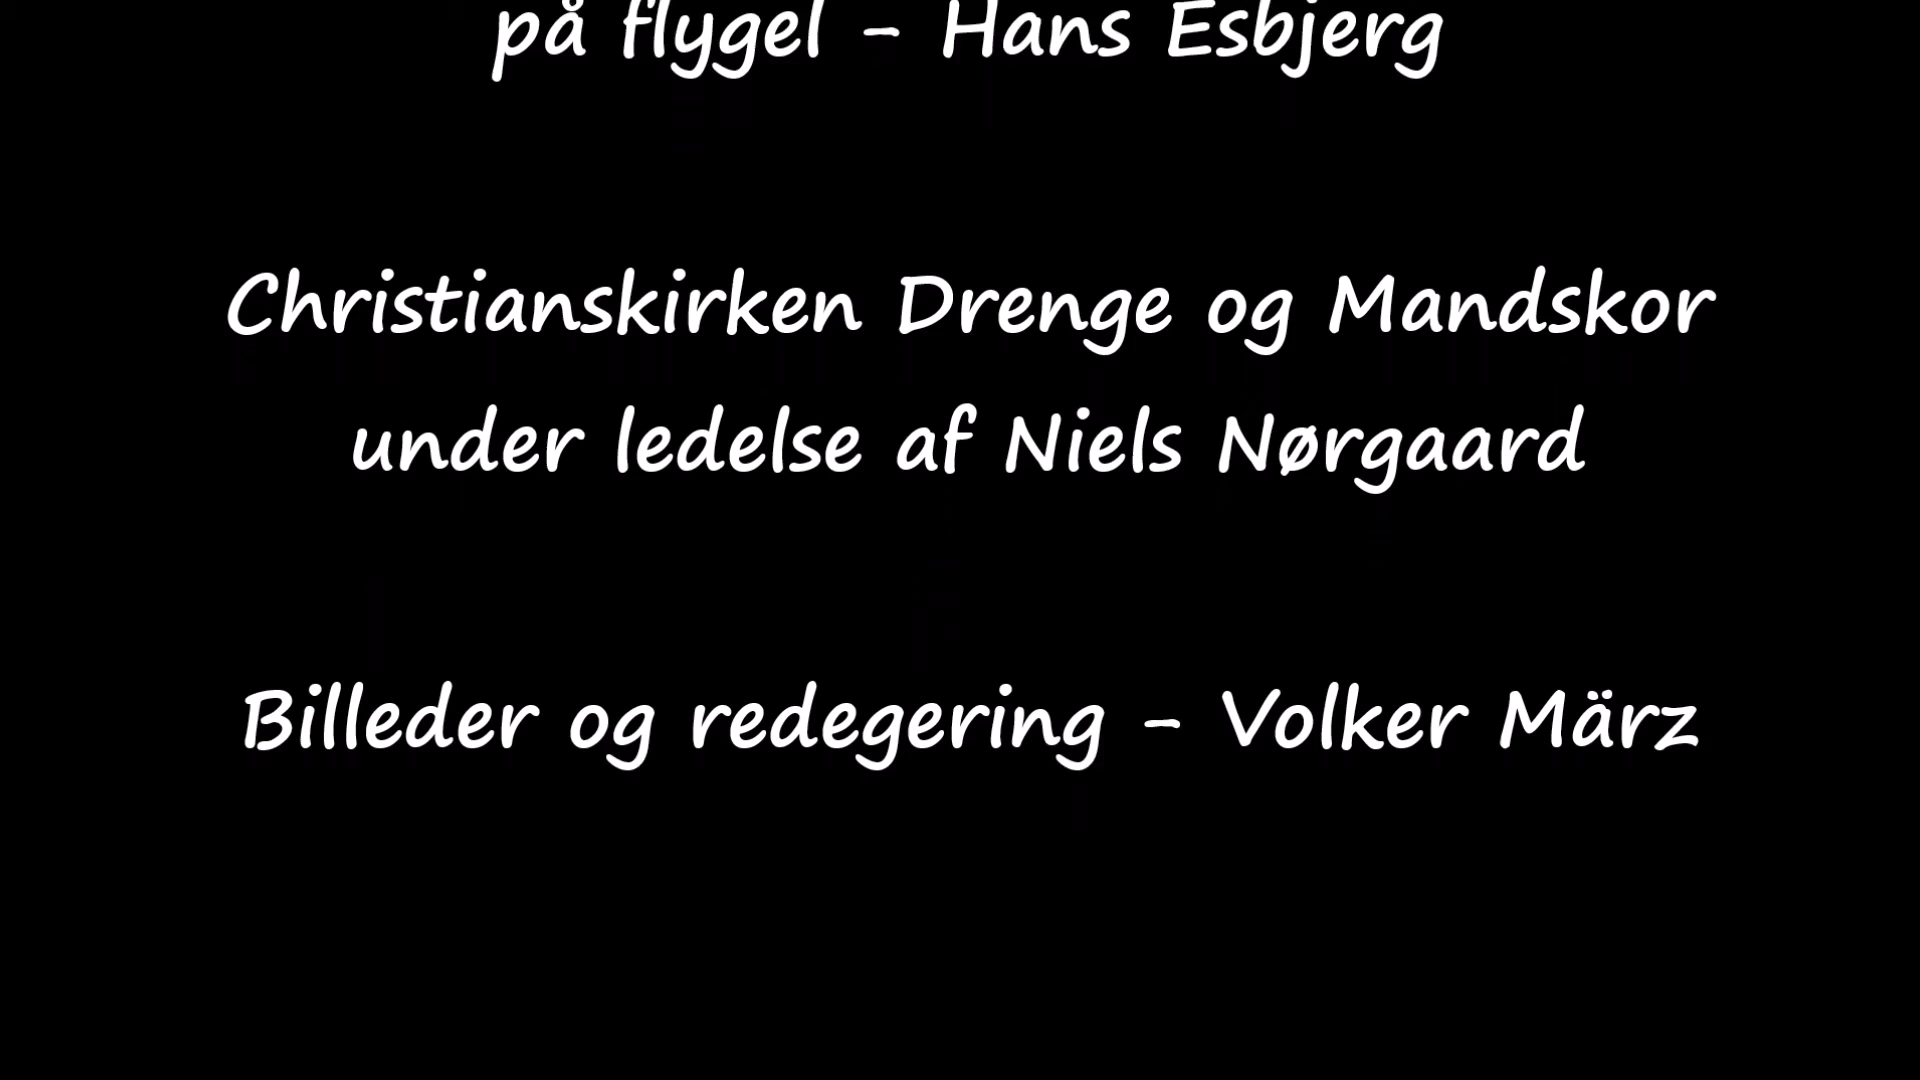 på flygel - Hans Esbjerg
Christianskirken Drenge og Mandskor
under ledelse af Niels Nørgaard
Billeder og redegering - Volker März